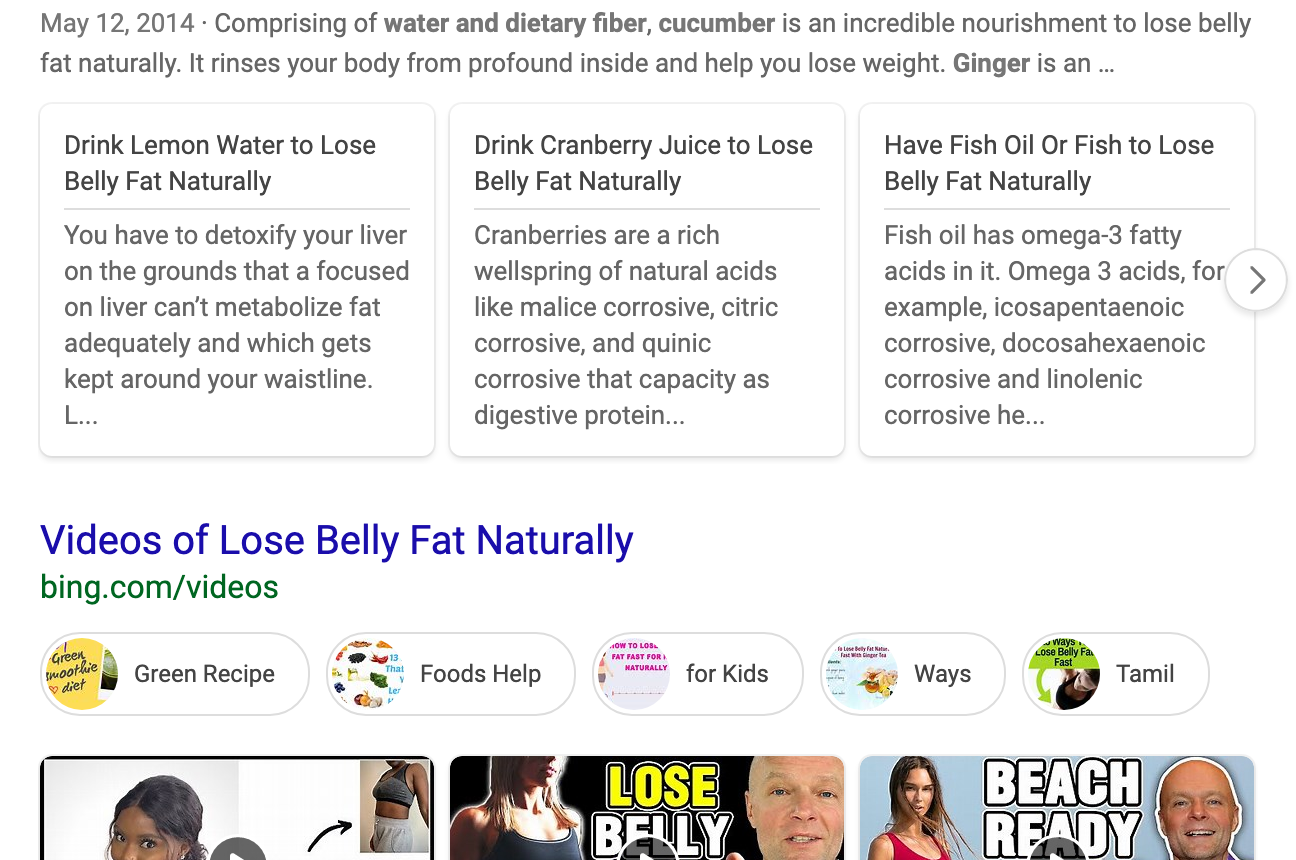 May 12, 2014 · Comprising of water and dietary fiber, cucumber is an incredible nourishment to lose belly
fat naturally. It rinses your body from profound inside and help you lose weight. Ginger is an ...
Drink Lemon Water to Lose
Belly Fat Naturally
You have to detoxify your liver
on the grounds that a focused
on liver can’t metabolize fat
adequately and which gets
kept around your waistline.
L...
Drink Cranberry Juice to Lose
Belly Fat Naturally
Cranberries are a rich
wellspring of natural acids
like malice corrosive, citric
corrosive, and quinic
corrosive that capacity as
digestive protein...
Have Fish Oil Or Fish to Lose
Belly Fat Naturally
Fish oil has omega-3 fatty
acids in it. Omega 3 acids, for
example, icosapentaenoic
corrosive, docosahexaenoic
corrosive and linolenic
corrosive he...
Videos of Lose Belly Fat Naturally
bing.com/videos
Green
smoothie
diet
Green Recipe
13
Foods Help
HOW TO LOSE
FAT FAST FOR
NATURALLY
for Kids
To Lose Belly Fat
Fast With Ginger Tea
Ways
Ways
Lose Belly Fat
Fast
Tamil
LOSE
BELLY
BEACH
READY